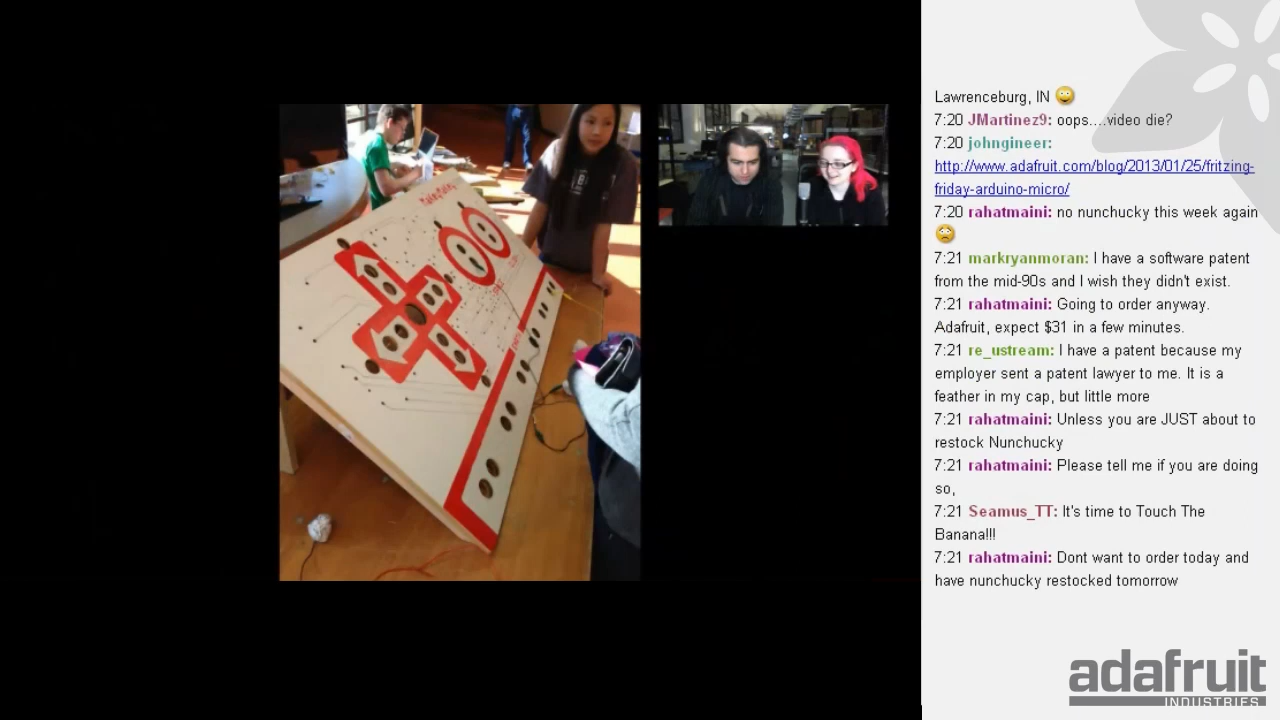 Lawrenceburg, IN
7:20 JMartinez9: oops....video die?
7:20 johngineer:
http://www.adafruit.com/blog/2013/01/25/fritzing-
friday-arduino-micro/
7:20 rahatmaini: no nunchucky this week again
7:21 markryanmoran: I have a software patent
from the mid-90s and I wish they didn't exist.
7:21 rahatmaini: Going to order anyway.
Adafruit, expect $31 in a few minutes.
7:21 re_ustream: I have a patent because my
employer sent a patent lawyer to me. It is a
feather in my cap, but little more
7:21 rahatmaini: Unless you are JUST about to
restock Nunchucky
7:21 rahatmaini: Please tell me if you are doing
so,
7:21 Seamus_TT: It's time to Touch The
Banana!!!
7:21 rahatmaini: Dont want to order today and
have nunchucky restocked tomorrow
adafruit
INDUSTRIES